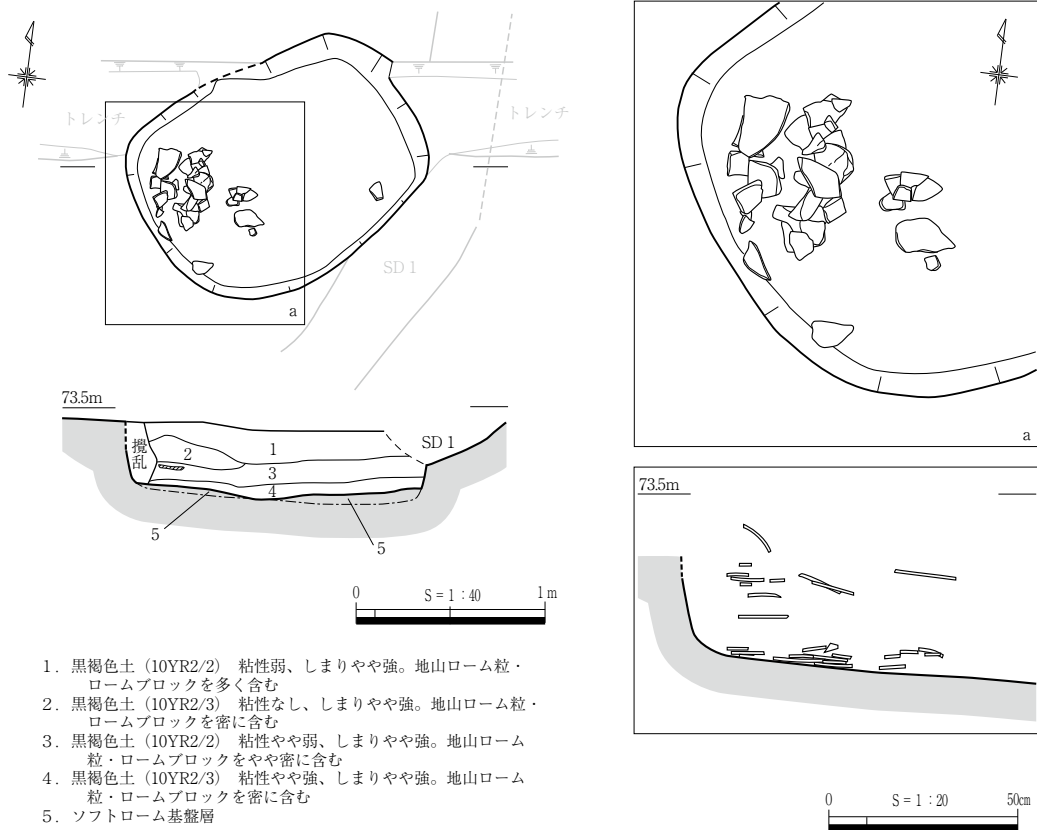 トレンチ
トレンチ
SD 1
a
73.5m
攪乱
1
2
3
4
5
5
SD 1
0 S = 1 : 40 1 m
1. 黒褐色土（10YR2/2） 粘性弱、しまりやや強。地山ローム粒・
ロームブロックを多く含む
2. 黒褐色土（10YR2/3） 粘性なし、しまりやや強。地山ローム粒・
ロームブロックを密に含む
3. 黒褐色土（10YR2/2） 粘性やや弱、しまりやや強。地山ローム
粒・ロームブロックをやや密に含む
4. 黒褐色土（10YR2/3） 粘性やや強、しまりやや強。地山ローム
粒・ロームブロックを密に含む
5. ソフトローム基盤層
a
73.5m
0 S = 1 : 20 50cm